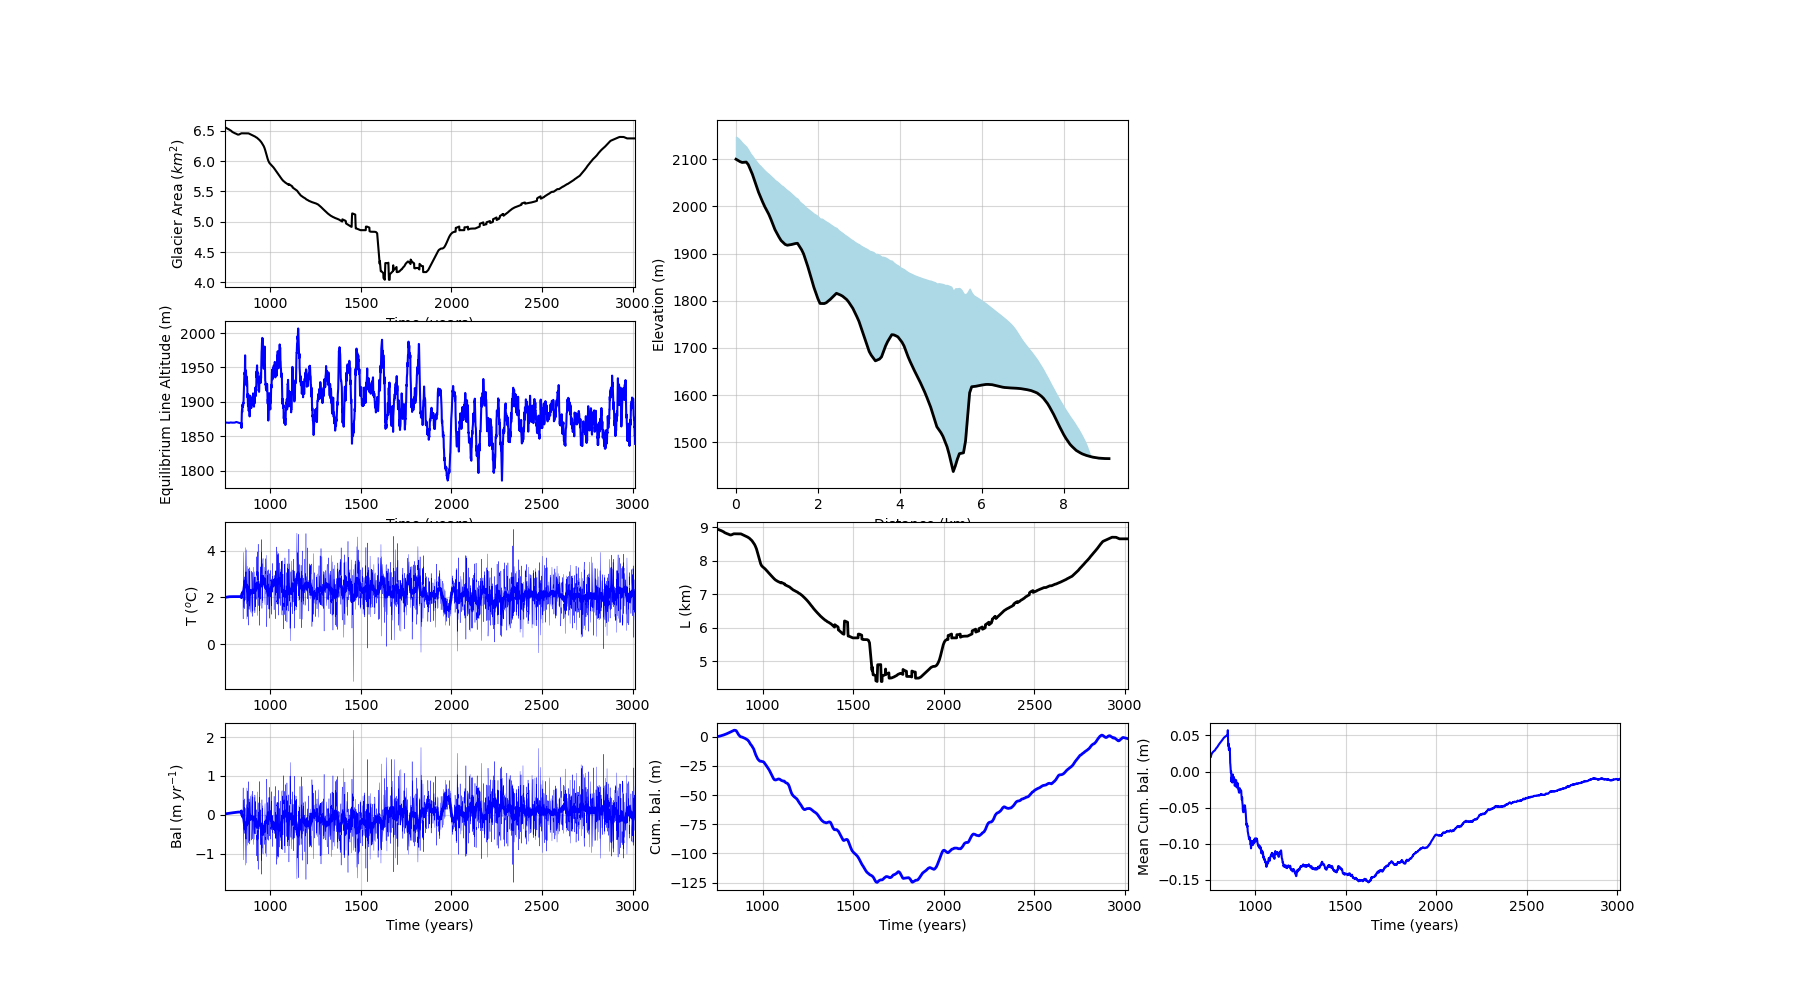 Glacier Area (km²)
6.5
6.0
5.5
5.0
4.5
4.0
1000 1500 2000 2500 3000
Time (years)
Equilibrium Line Altitude (m)
2000
1950
1900
1850
1800
1000 1500 2000 2500 3000
Time (years)
T (°C)
4
2
0
1000 1500 2000 2500 3000
Bal (m yr⁻¹)
2
1
0
−1
1000 1500 2000 2500 3000
Time (years)
Elevation (m)
2100
2000
1900
1800
1700
1600
1500
0 2 4 6 8
Distance (km)
L (km)
9
8
7
6
5
1000 1500 2000 2500 3000
Cum. bal. (m)
0
−25
−50
−75
−100
−125
1000 1500 2000 2500 3000
Time (years)
Mean Cum. bal. (m)
0.05
0.00
−0.05
−0.10
−0.15
1000 1500 2000 2500 3000
Time (years)